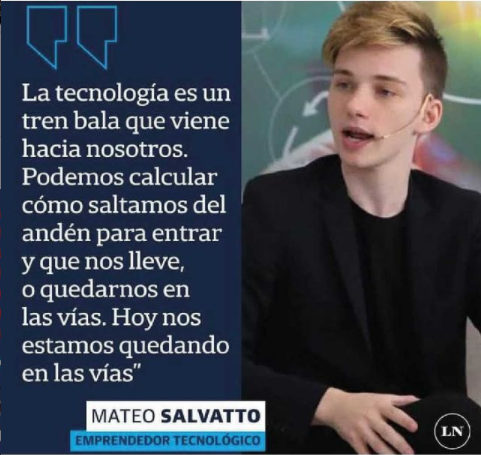 La tecnología es un
tren bala que viene
hacia nosotros.
Podemos calcular
cómo saltamos del
andén para entrar
y que nos lleve,
o quedarnos en
las vías. Hoy nos
estamos quedando
en las vías”
MATEO SALVATTO
EMPRENDEDOR TECNOLÓGICO
LN